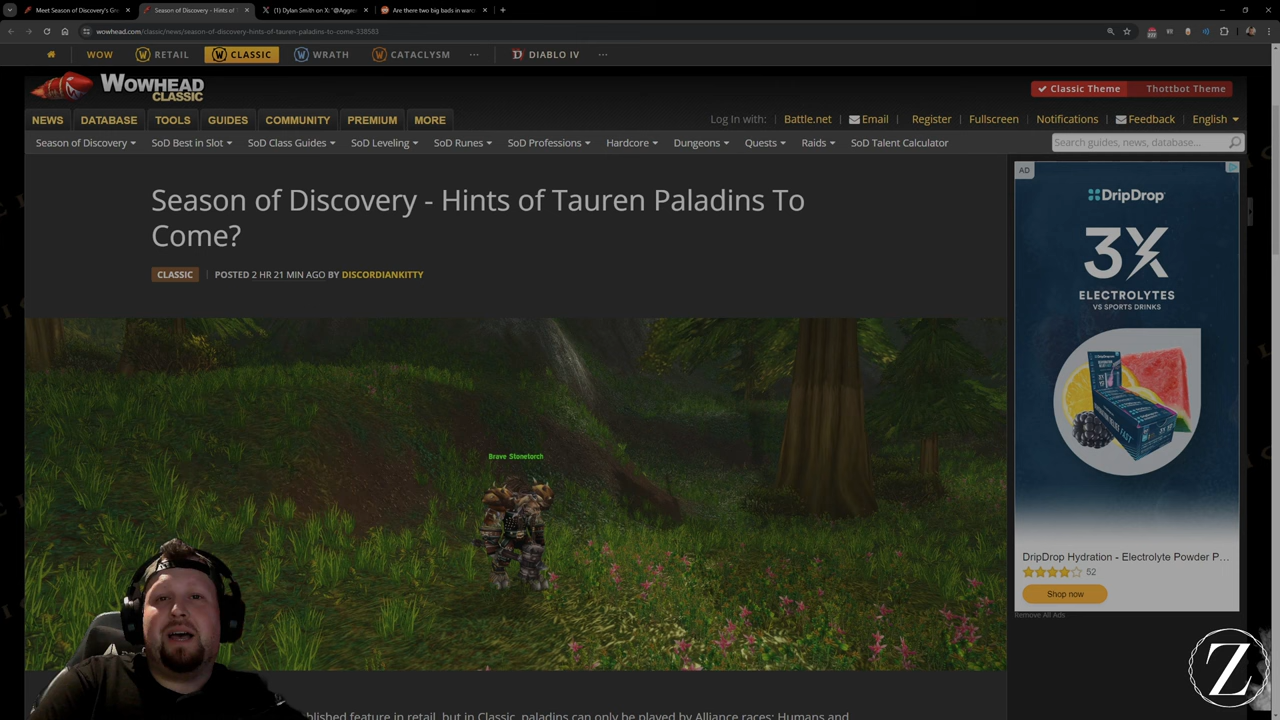 Meet Season of Discovery's Gr
Season of Discovery - Hints of T
(1) Dylan Smith on X: "@Aggre
Are there two big bads in warc
wowhead.com/classic/news/season-of-discovery-hints-of-tauren-paladins-to-come-338583
WOW
RETAIL
CLASSIC
WRATH
CATACLYSM
DIABLO IV
WOWHEAD
CLASSIC
Classic Theme
Thottbot Theme
NEWS
DATABASE
TOOLS
GUIDES
COMMUNITY
PREMIUM
MORE
Log In with:
Battle.net
Email
Register
Fullscreen
Notifications
Feedback
English
Season of Discovery
SoD Best in Slot
SoD Class Guides
SoD Leveling
SoD Runes
SoD Professions
Hardcore
Dungeons
Quests
Raids
SoD Talent Calculator
Search guides, news, database...
Season of Discovery - Hints of Tauren Paladins To
Come?
CLASSIC
POSTED 2 HR 21 MIN AGO BY DISCORDIANKITTY
Brave Stonetorch
AD
DripDrop
3X
ELECTROLYTES
VS SPORTS DRINKS
DripDrop Hydration - Electrolyte Powder P...
52
Shop now
Remove All Ads
Z
blished feature in retail, but in Classic, paladins can only be played by Alliance races: Humans and